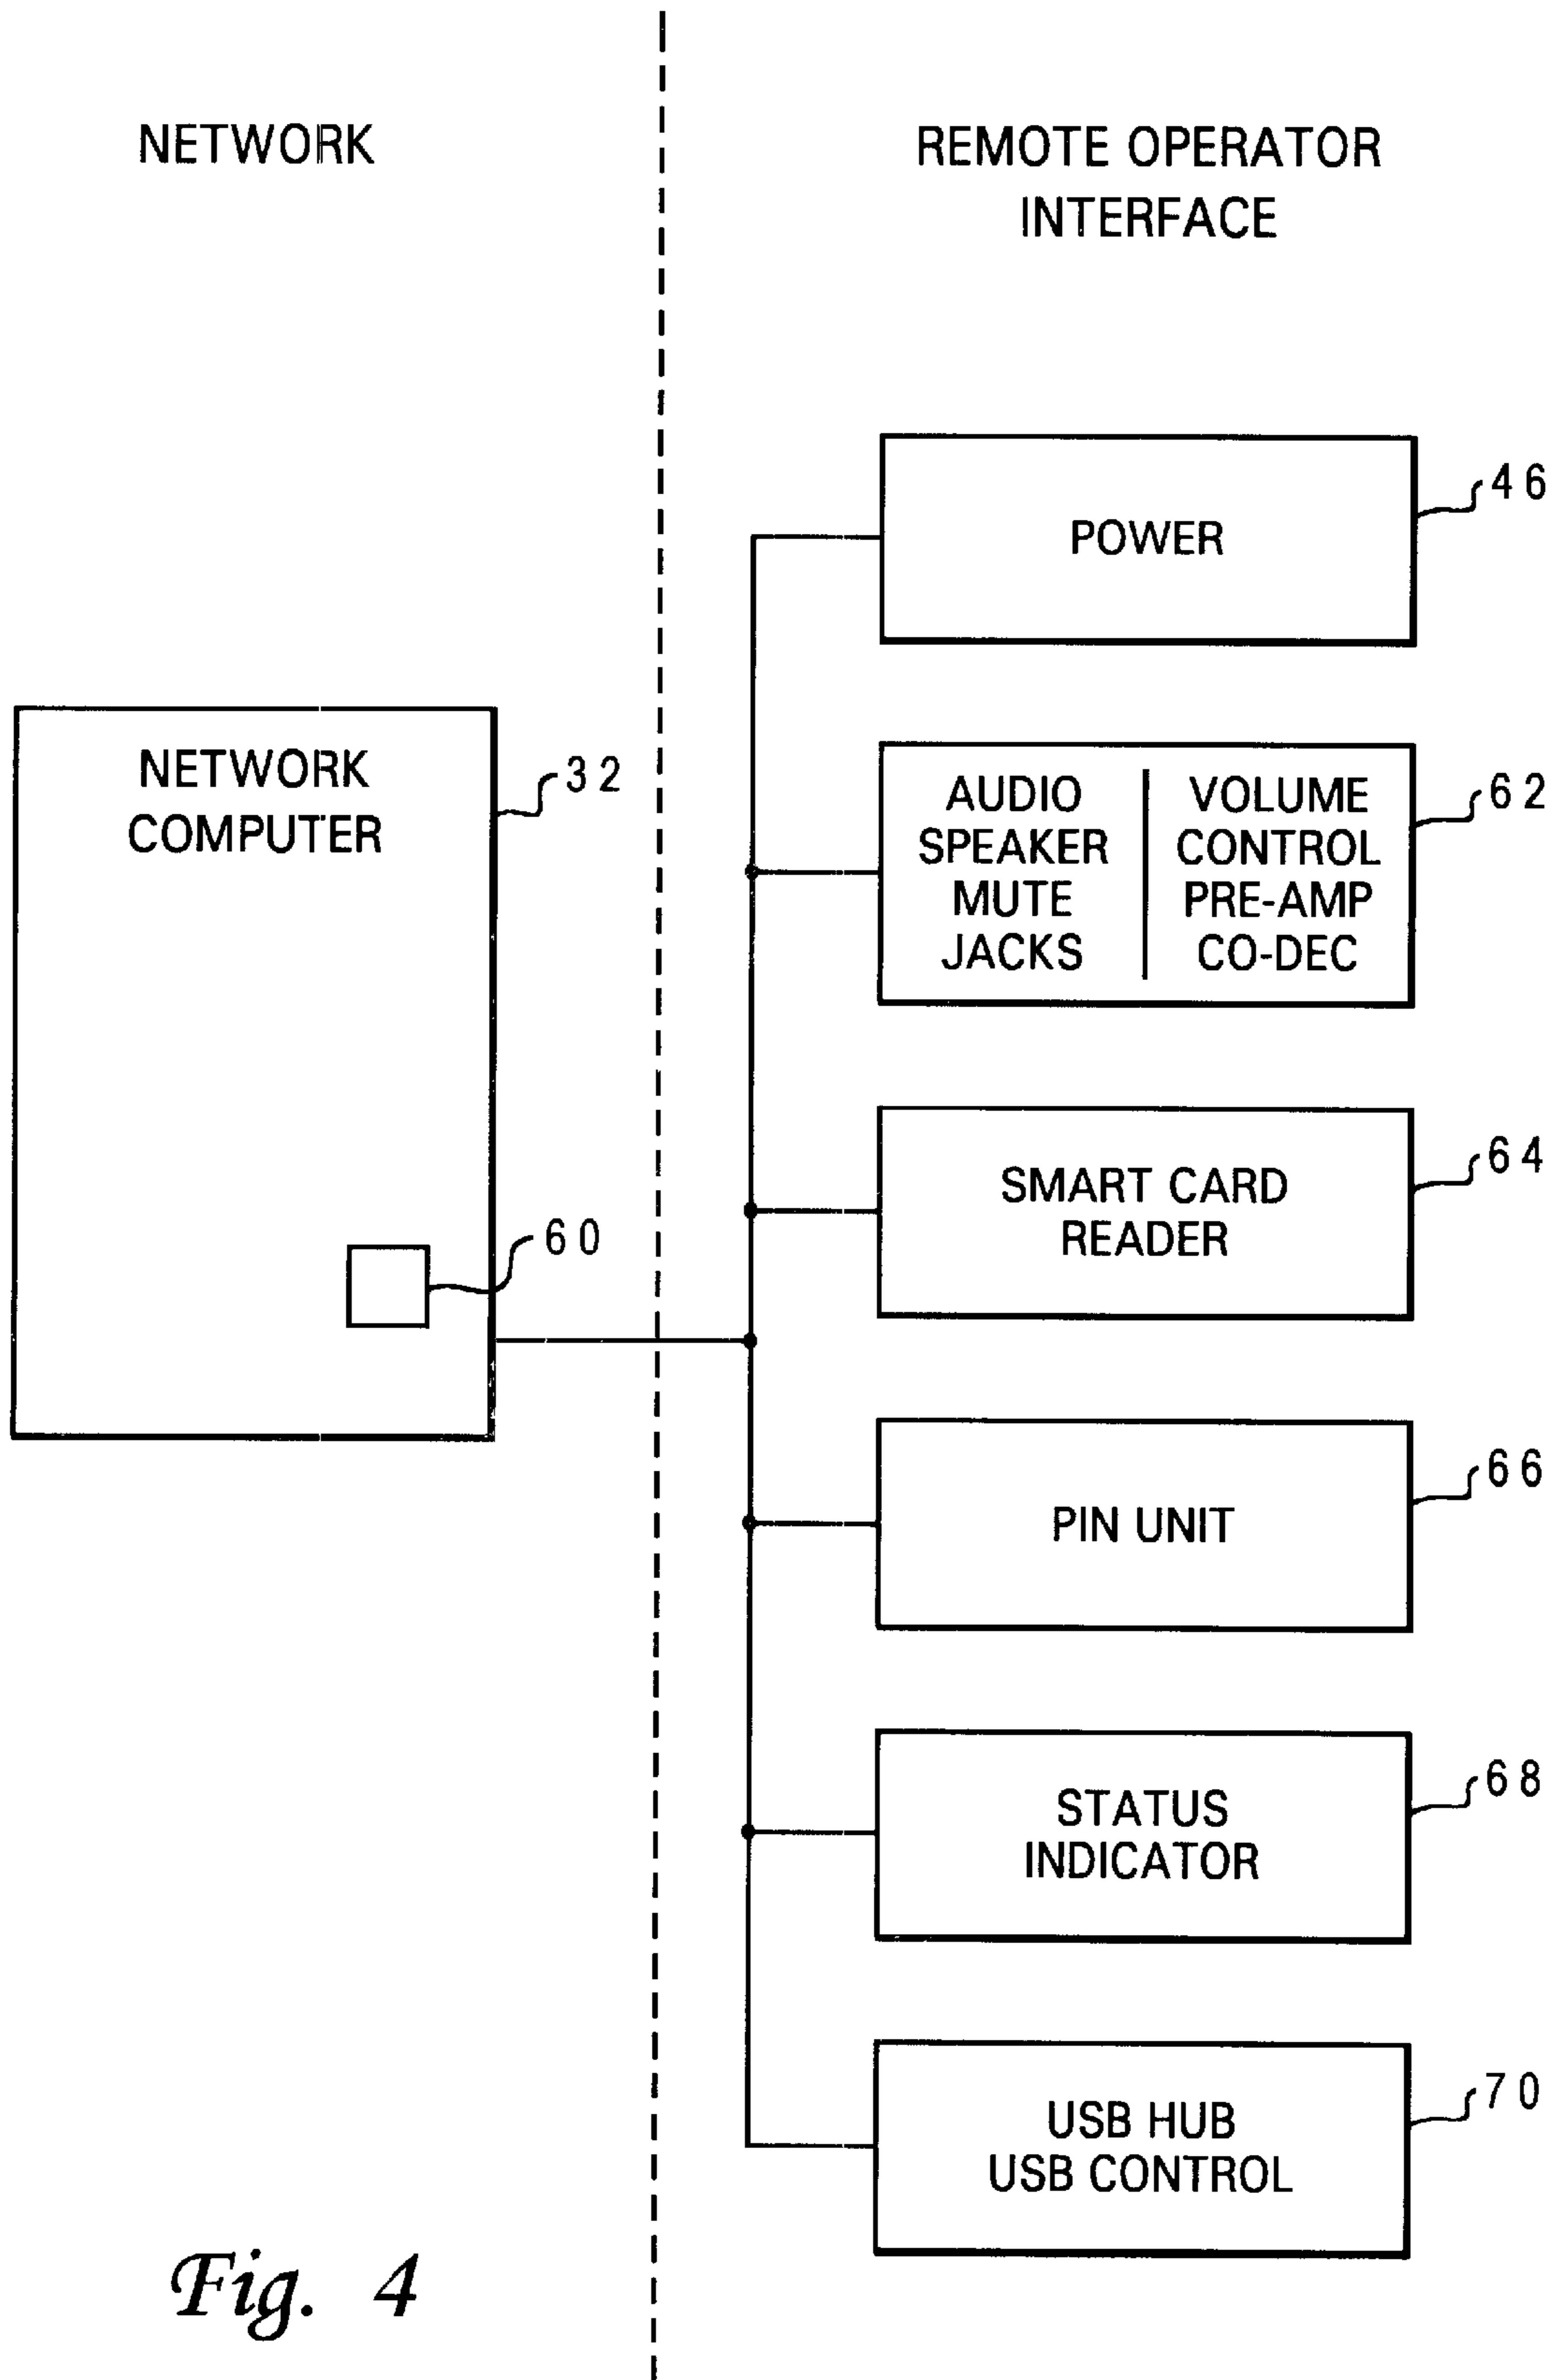 NETWORK
REMOTE OPERATOR
INTERFACE
POWER
46
NETWORK
COMPUTER
32
60
AUDIO
SPEAKER
MUTE
JACKS
VOLUME
CONTROL
PRE-AMP
CO-DEC
62
SMART CARD
READER
64
PIN UNIT
66
STATUS
INDICATOR
68
USB HUB
USB CONTROL
70
Fig. 4